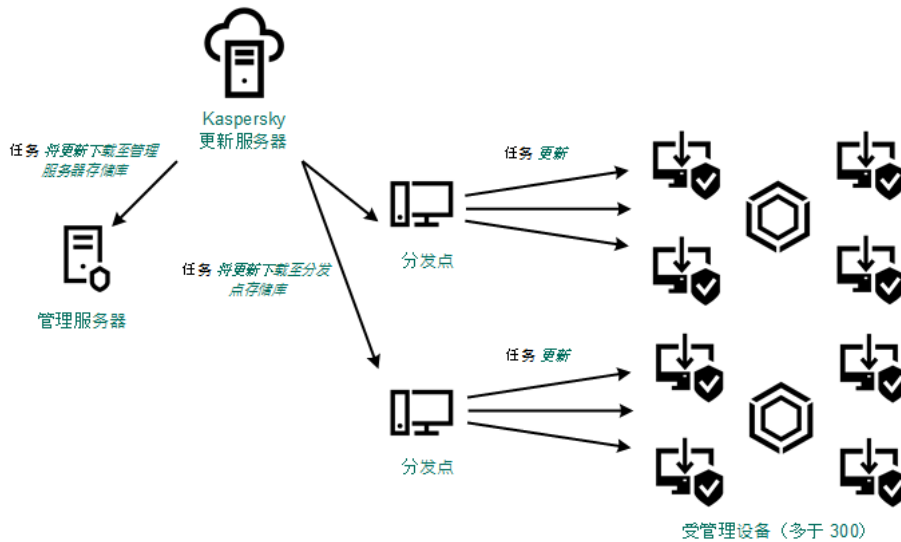 Kaspersky
更新服务器
任务 将更新下载至管理
服务器存储库
任务 更新
分发点
任务 将更新下载至分发
点存储库
管理服务器
任务 更新
分发点
受管理设备（多于 300）